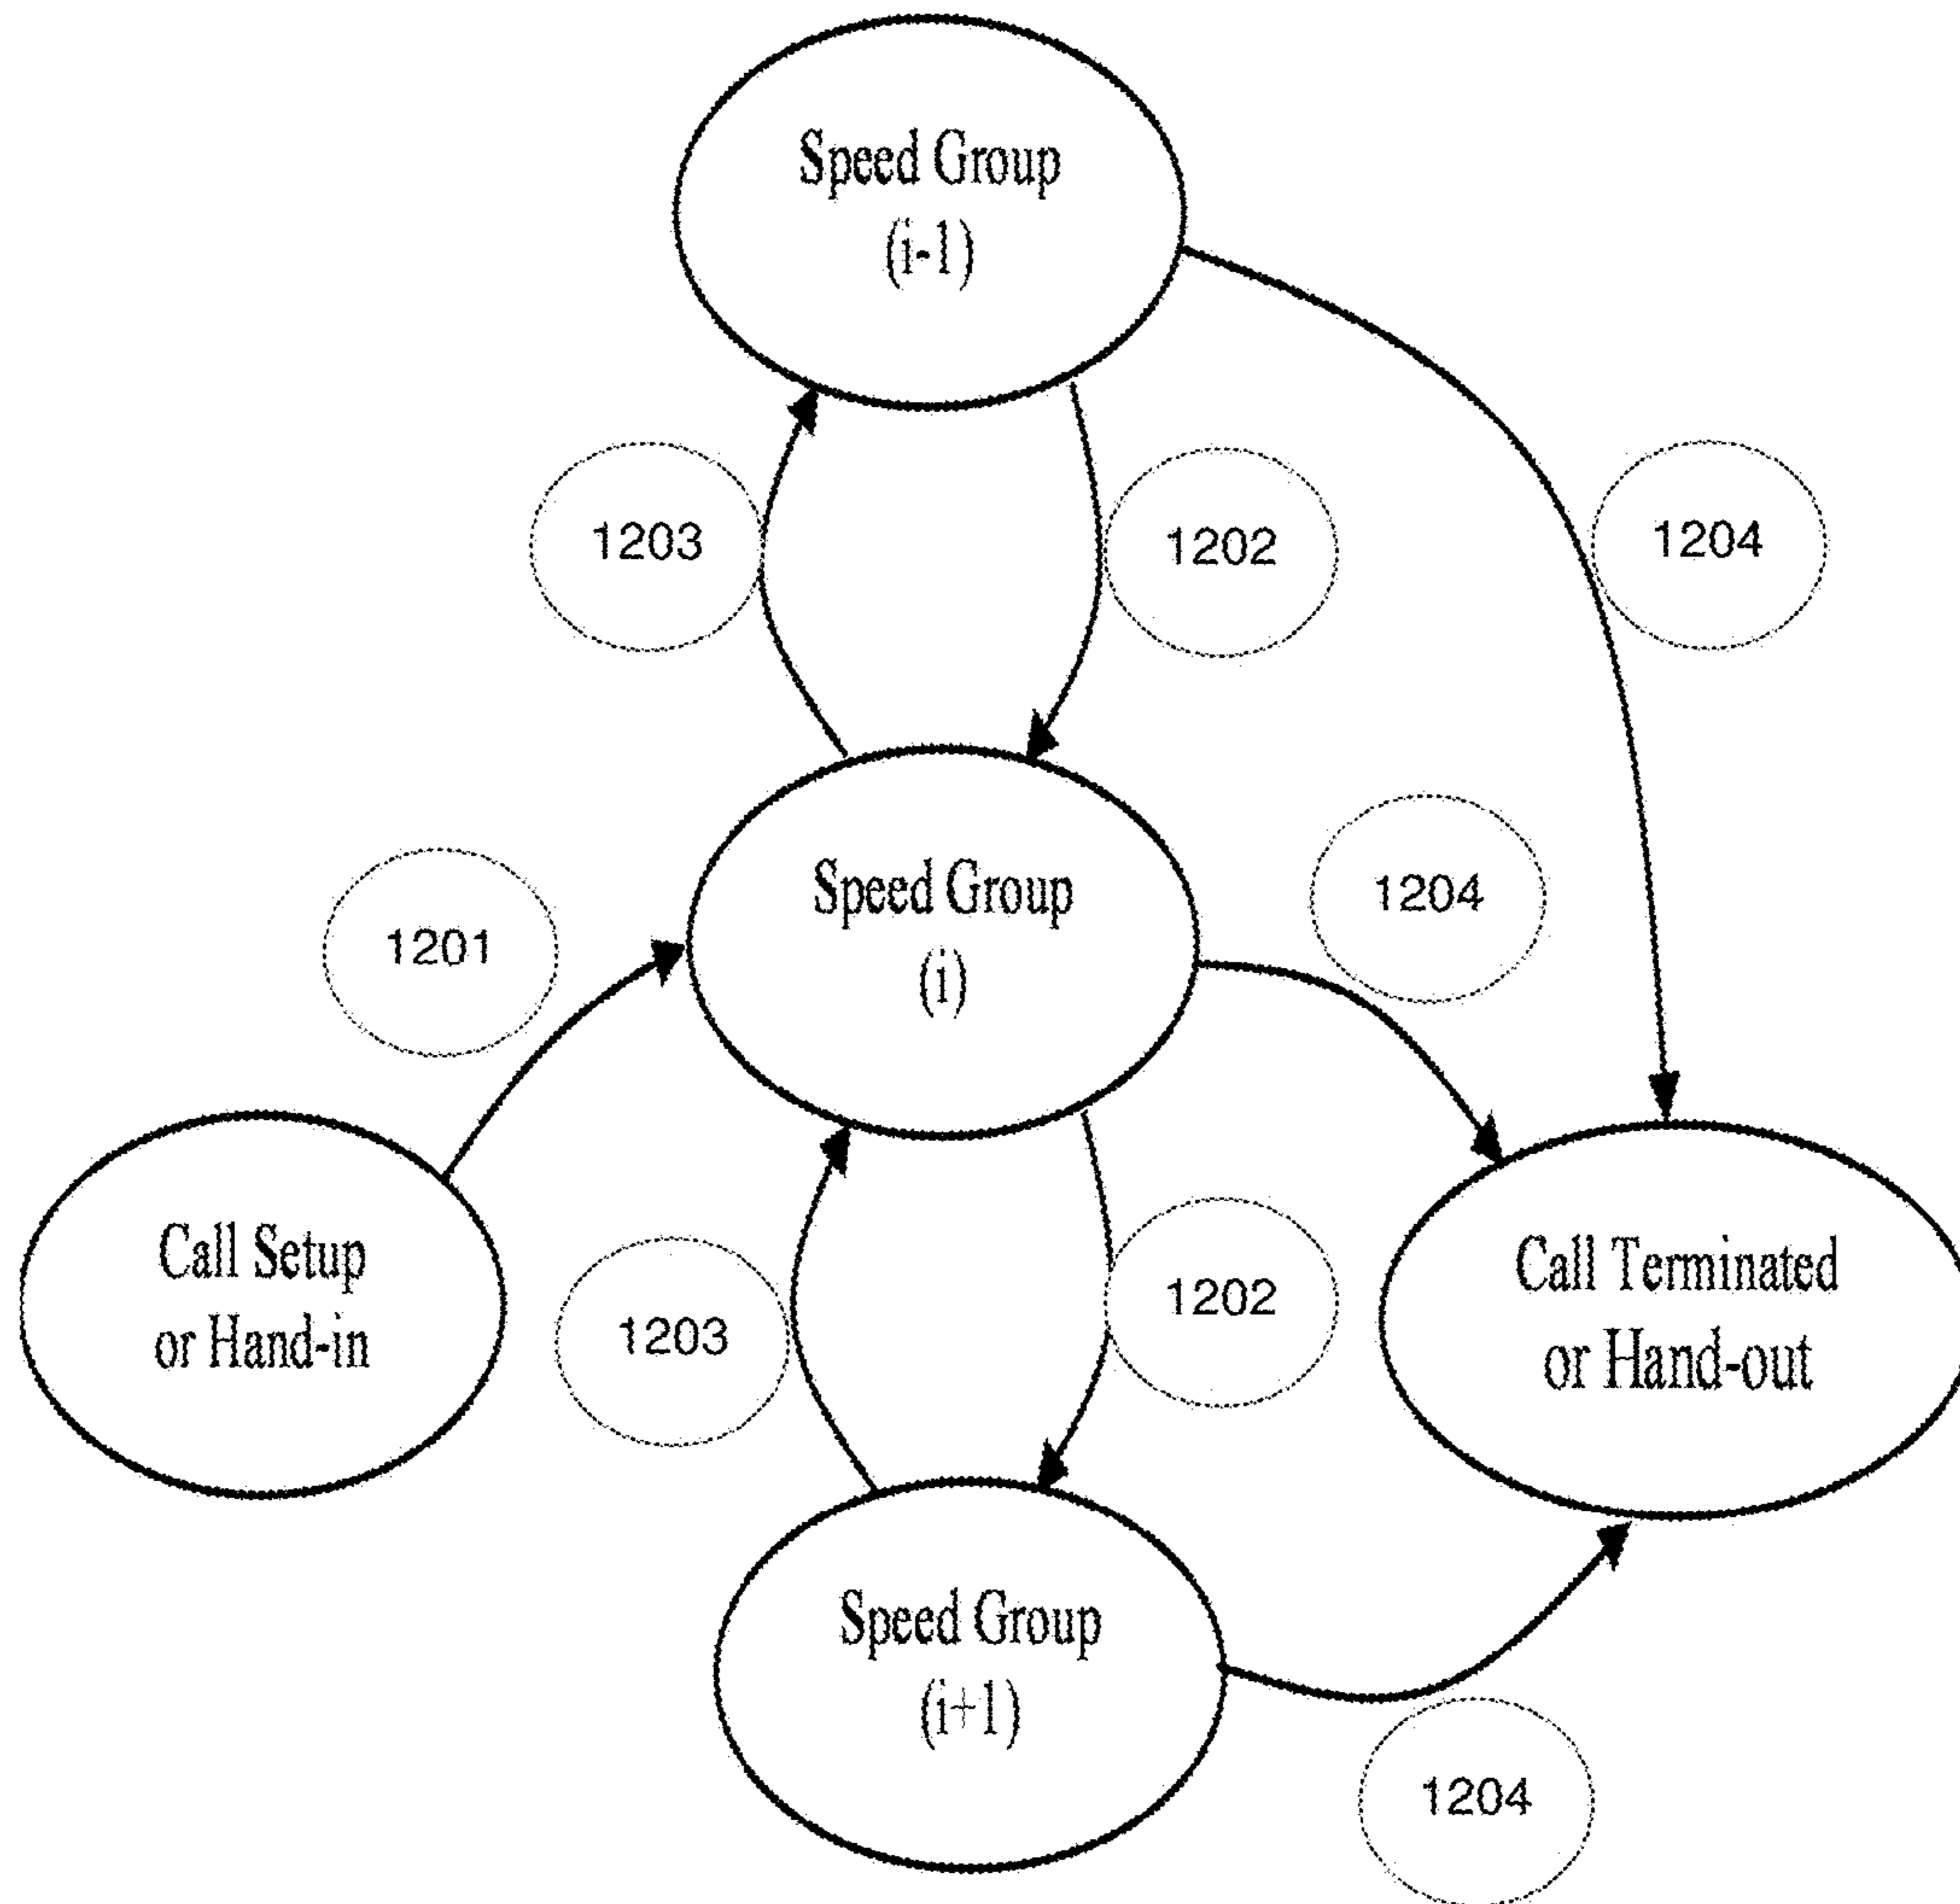 Speed Group
(i-1)
1203
1202
1204
Speed Group
(i)
1204
1201
Call Setup
or Hand-in
1203
1202
Call Terminated
or Hand-out
Speed Group
(i+1)
1204